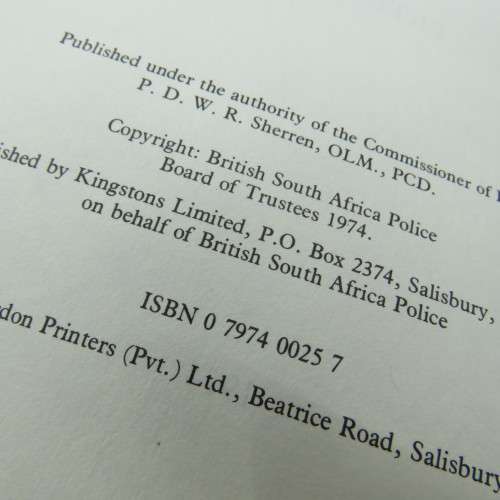 Published under the authority of the Commissioner of
P. D. W. R. Sherren, OLM., PCD.
Copyright: British South Africa Police
Board of Trustees 1974.
ished by Kingstons Limited, P.O. Box 2374, Salisbury,
on behalf of British South Africa Police
ISBN 0 7974 0025 7
don Printers (Pvt.) Ltd., Beatrice Road, Salisbury